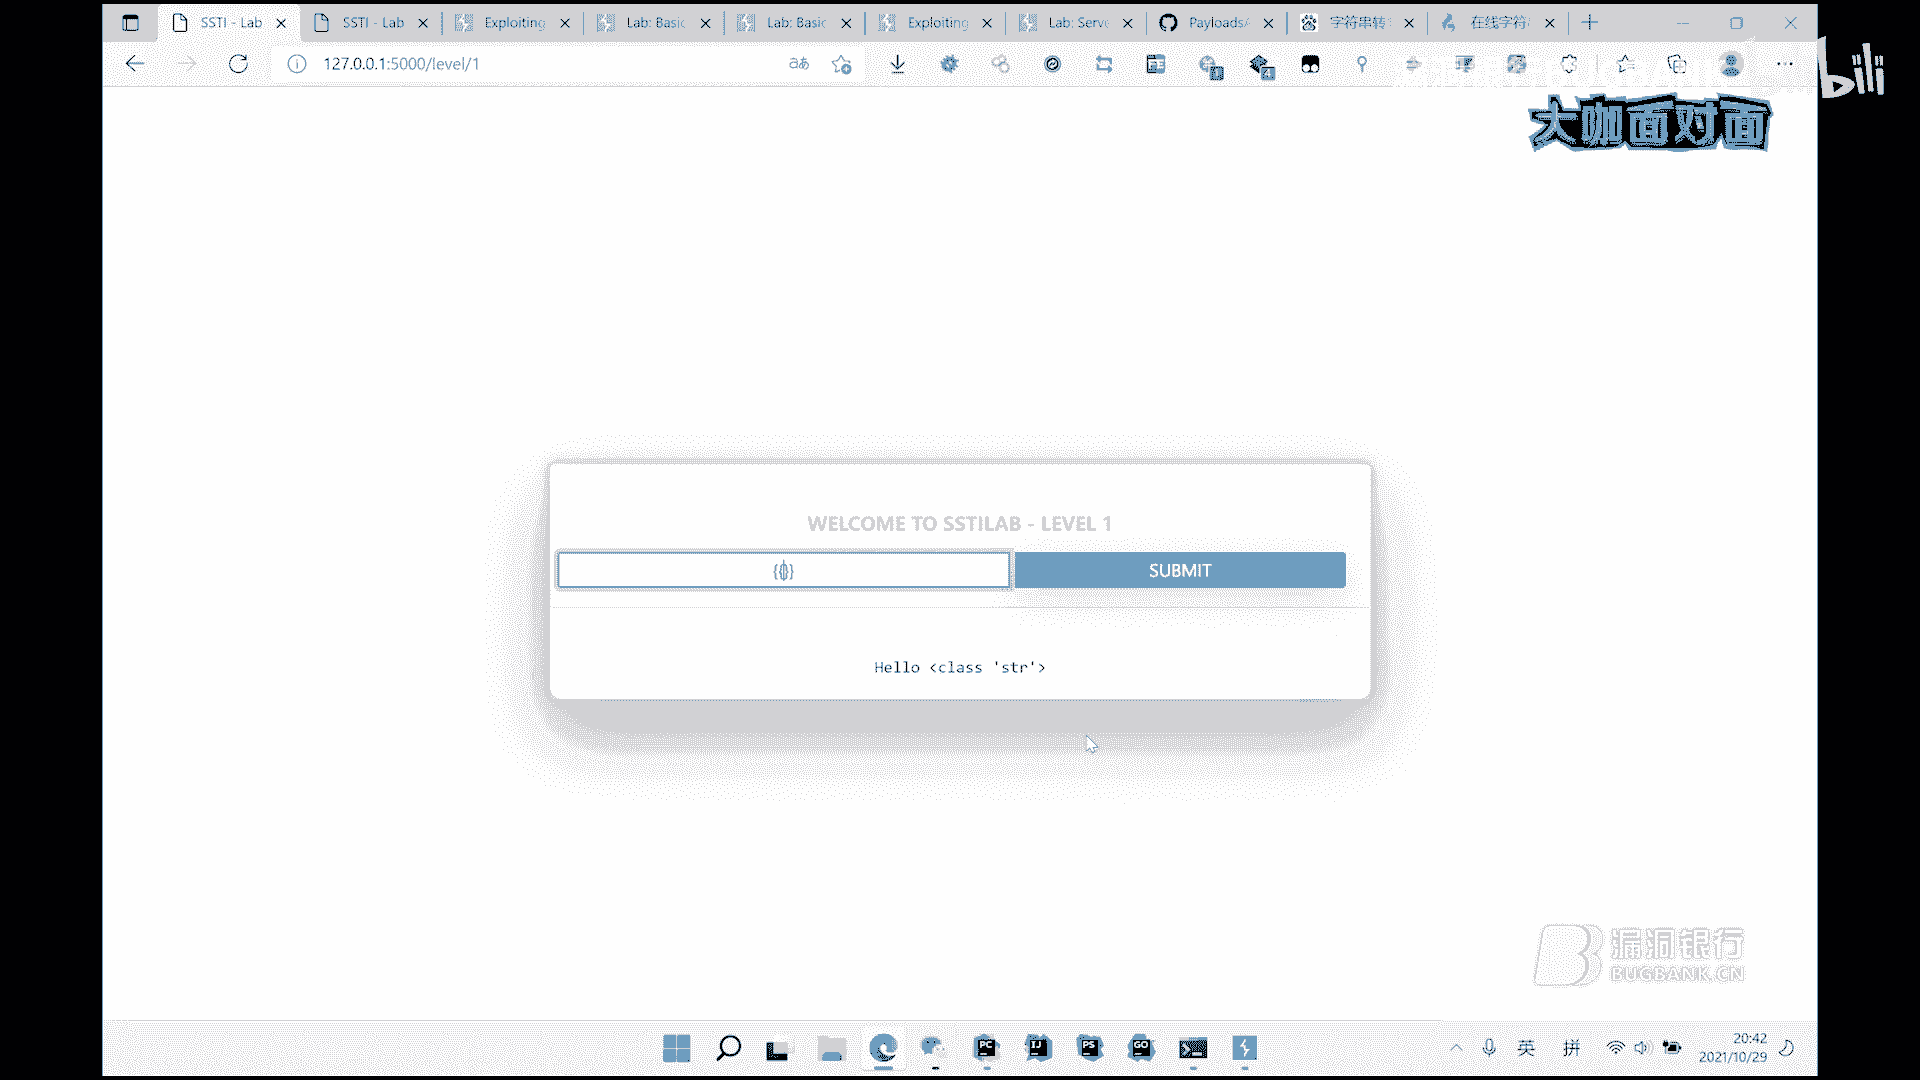 SSTI - Lab
SSTI - Lab
Exploiting
Lab: Basic
Lab: Basic
Exploiting
Lab: Serve
Payloads/
字符串转
在线字符
127.0.0.1:5000/level/1
bili
大咖面对面
WELCOME TO SSTILAB - LEVEL 1
{{}}
SUBMIT
Hello <class 'str'>
漏洞银行
BUGBANK.CN
英
拼
20:42
2021/10/29